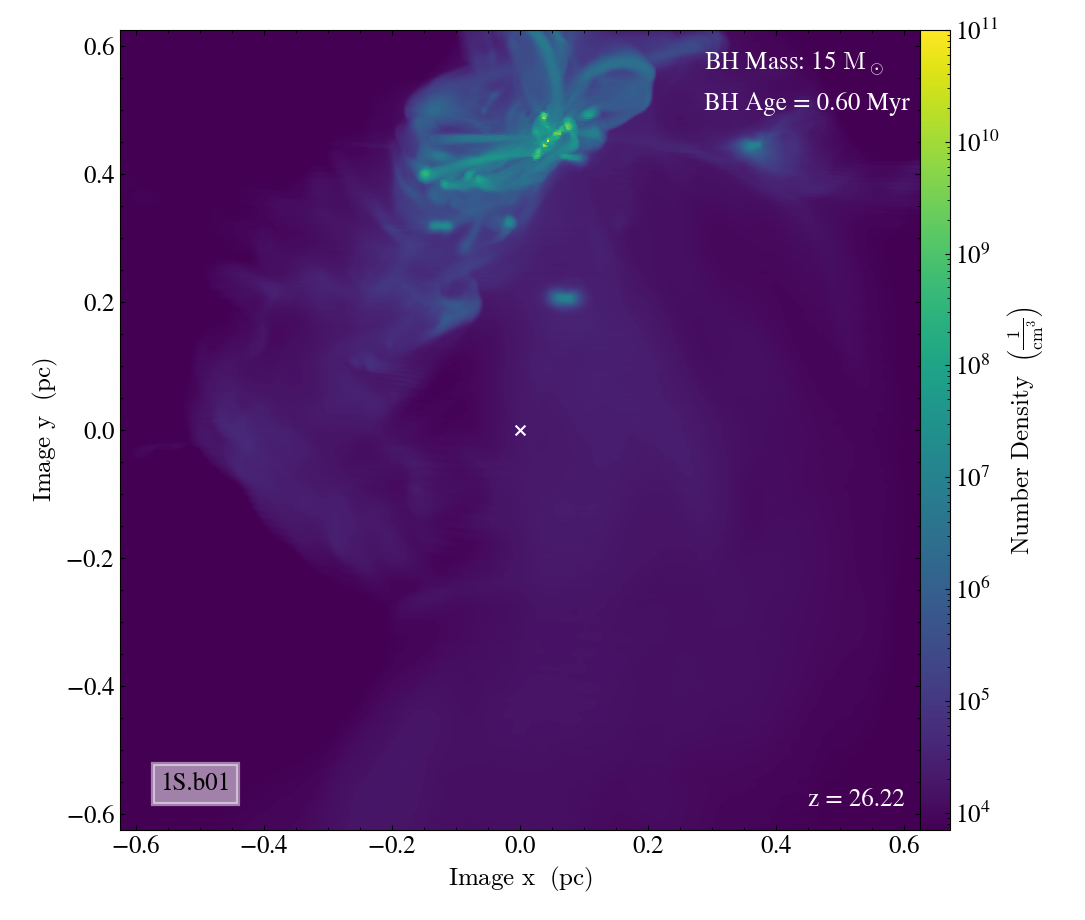 BH Mass: 15 M⊙
BH Age = 0.60 Myr
1S.b01
z = 26.22
0.6
0.4
0.2
0.0
−0.2
−0.4
−0.6
Image y (pc)
−0.6 −0.4 −0.2 0.0 0.2 0.4 0.6
Image x (pc)
10¹¹
10¹⁰
10⁹
10⁸
10⁷
10⁶
10⁵
10⁴
Number Density (1/cm³)